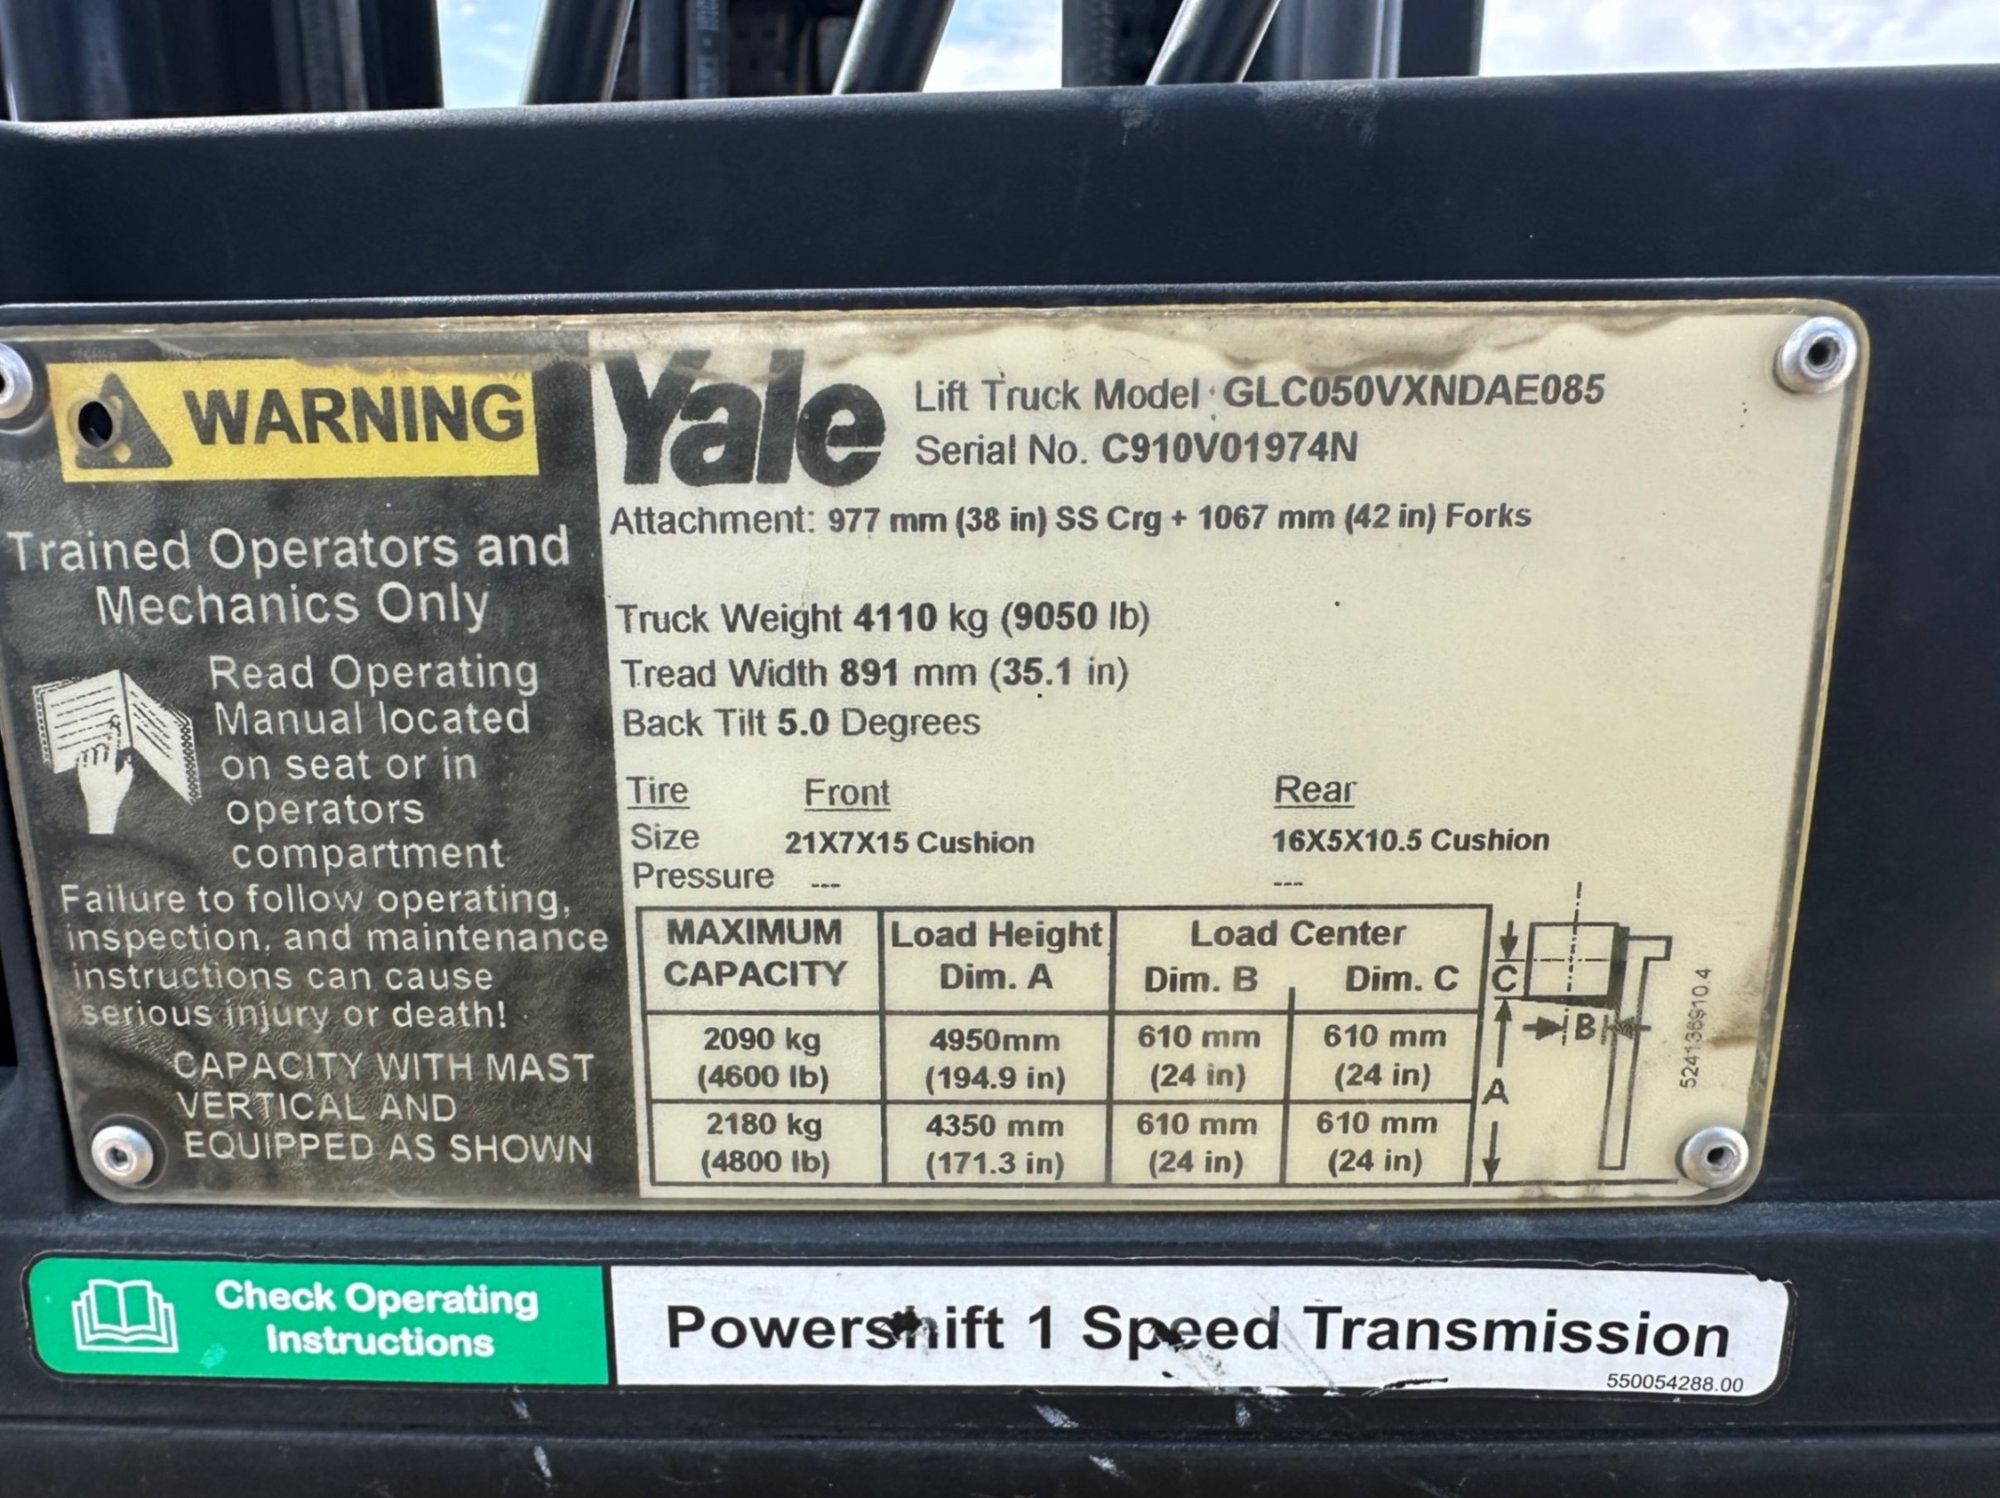 WARNING
Trained Operators and
Mechanics Only
Read Operating
Manual located
on seat or in
operators
compartment
Failure to follow operating,
inspection, and maintenance
instructions can cause
serious injury or death!
CAPACITY WITH MAST
VERTICAL AND
EQUIPPED AS SHOWN
Yale
Lift Truck Model GLC050VXNDAE085
Serial No. C910V01974N
Attachment: 977 mm (38 in) SS Crg + 1067 mm (42 in) Forks
Truck Weight 4110 kg (9050 lb)
Tread Width 891 mm (35.1 in)
Back Tilt 5.0 Degrees
Tire Front Rear
Size 21X7X15 Cushion 16X5X10.5 Cushion
Pressure --- ---
MAXIMUM CAPACITY Load Height Dim. A Load Center Dim. B Dim. C
2090 kg 4950mm 610 mm 610 mm
(4600 lb) (194.9 in) (24 in) (24 in)
2180 kg 4350 mm 610 mm 610 mm
(4800 lb) (171.3 in) (24 in) (24 in)
C
B
A
524136910.4
Check Operating
Instructions
Powershift 1 Speed Transmission
550054288.00